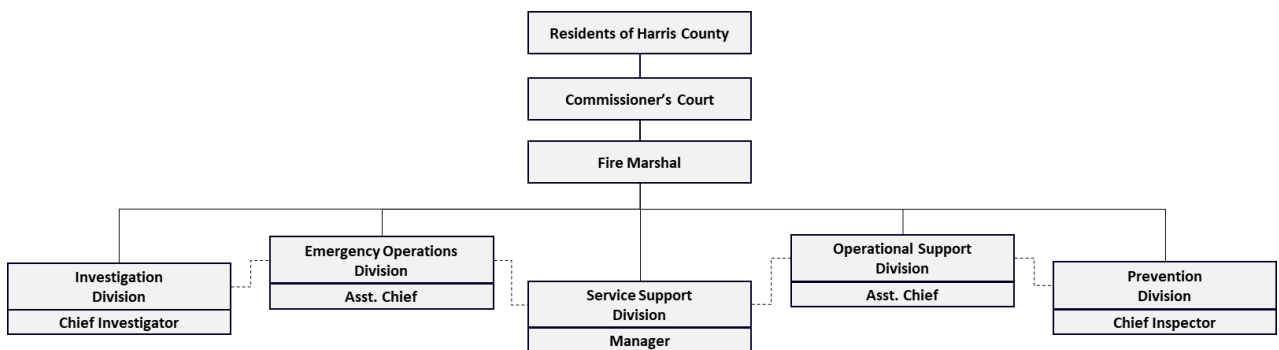 Residents of Harris County
Commissioner's Court
Fire Marshal
Investigation
Division
Chief Investigator
Emergency Operations
Division
Asst. Chief
Service Support
Division
Manager
Operational Support
Division
Asst. Chief
Prevention
Division
Chief Inspector